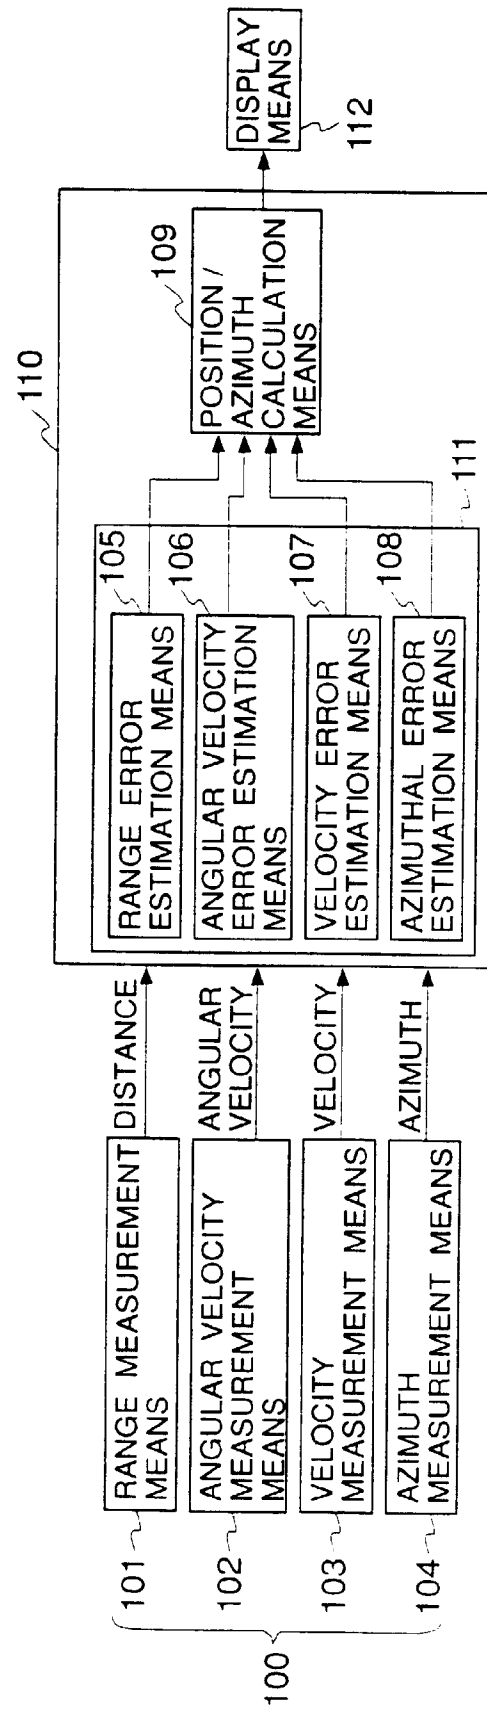 100
101
RANGE MEASUREMENT
MEANS
102
ANGULAR VELOCITY
MEASUREMENT
MEANS
103
VELOCITY
MEASUREMENT MEANS
104
AZIMUTH
MEASUREMENT MEANS
DISTANCE
ANGULAR
VELOCITY
VELOCITY
AZIMUTH
110
111
105
RANGE ERROR
ESTIMATION MEANS
106
ANGULAR VELOCITY
ERROR ESTIMATION
MEANS
107
VELOCITY ERROR
ESTIMATION MEANS
108
AZIMUTHAL ERROR
ESTIMATION MEANS
109
POSITION /
AZIMUTH
CALCULATION
MEANS
DISPLAY
MEANS
112